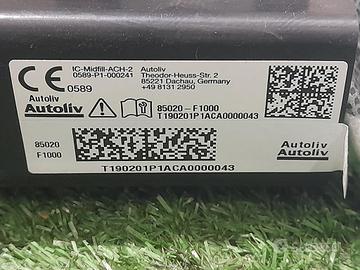 IC-Midfill-ACH-2
0589-P1-000241
Autoliv
Theodor-Heuss-Str. 2
85221 Dachau, Germany
+49 8131 2950
CE 0589
Autoliv
Autoliv
85020-F1000
T190201P1ACA0000043
85020
F1000
T190201P1ACA0000043
Autoliv
Autoliv